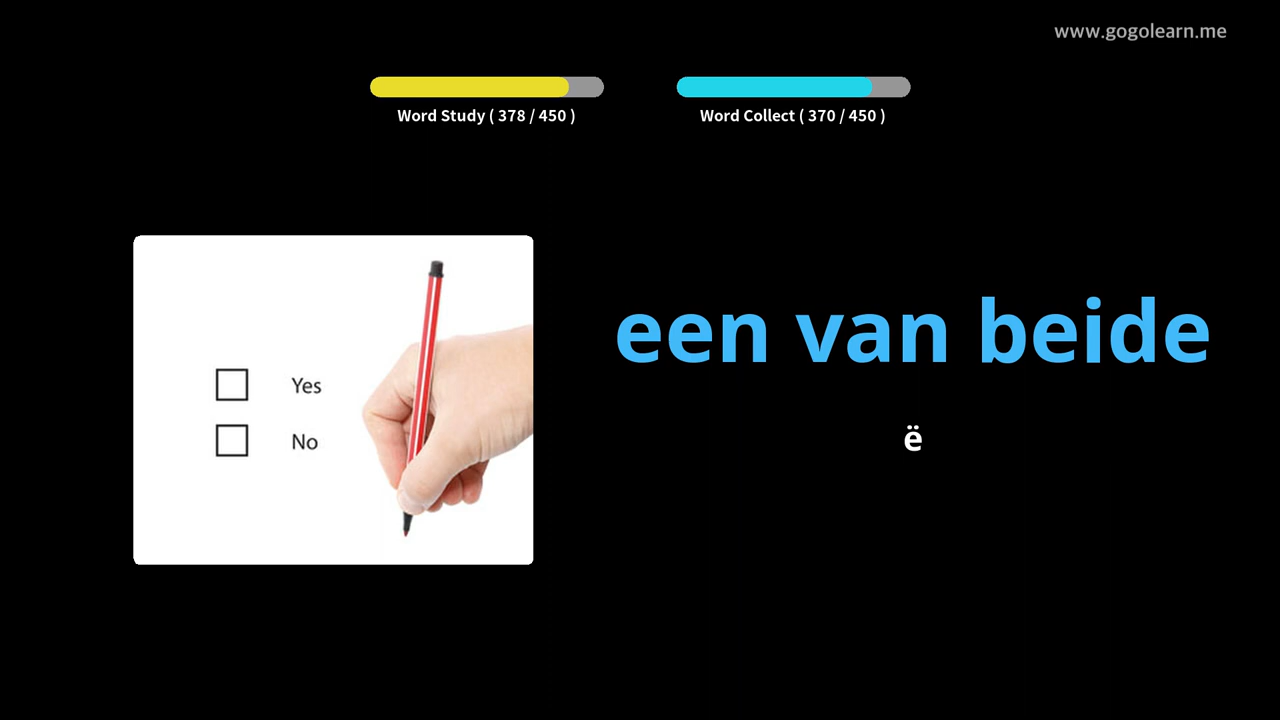 www.gogolearn.me
Word Study ( 378 / 450 )
Word Collect ( 370 / 450 )
een van beide
ë
Yes
No